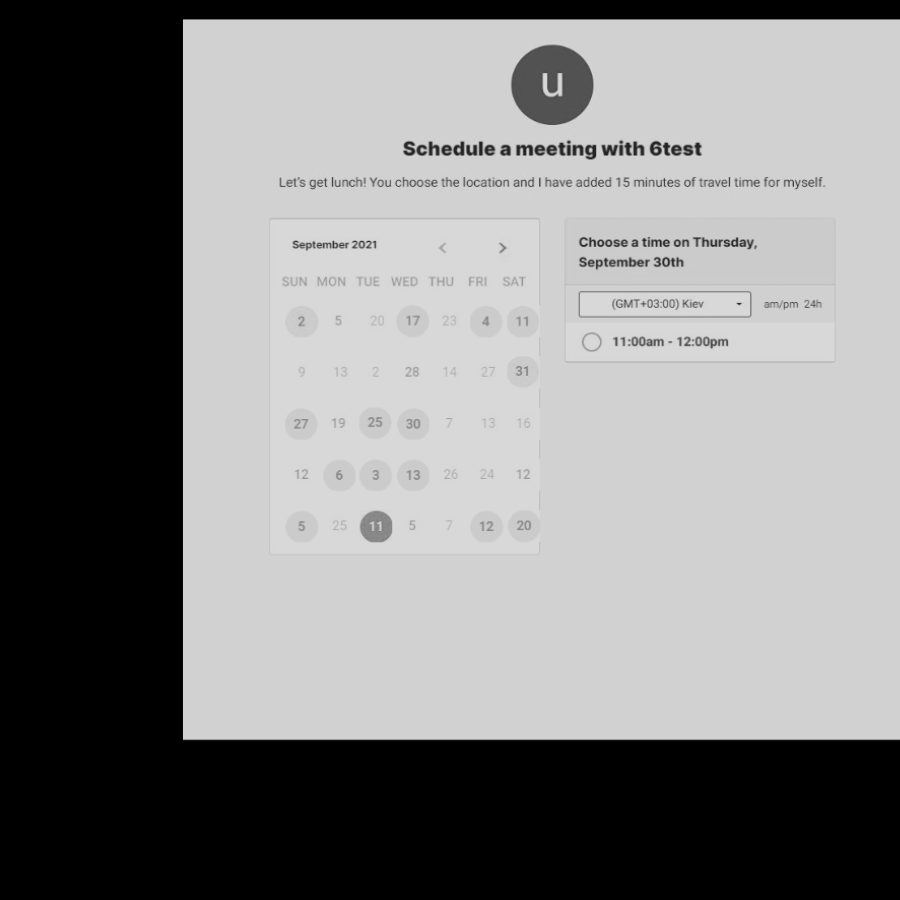 u
Schedule a meeting with 6test
Let's get lunch! You choose the location and I have added 15 minutes of travel time for myself.
September 2021
SUN MON TUE WED THU FRI SAT
2 5 20 17 23 4 11
9 13 2 28 14 27 31
27 19 25 30 7 13 16
12 6 3 13 26 24 12
5 25 11 5 7 12 20
Choose a time on Thursday,
September 30th
(GMT+03:00) Kiev am/pm 24h
11:00am - 12:00pm